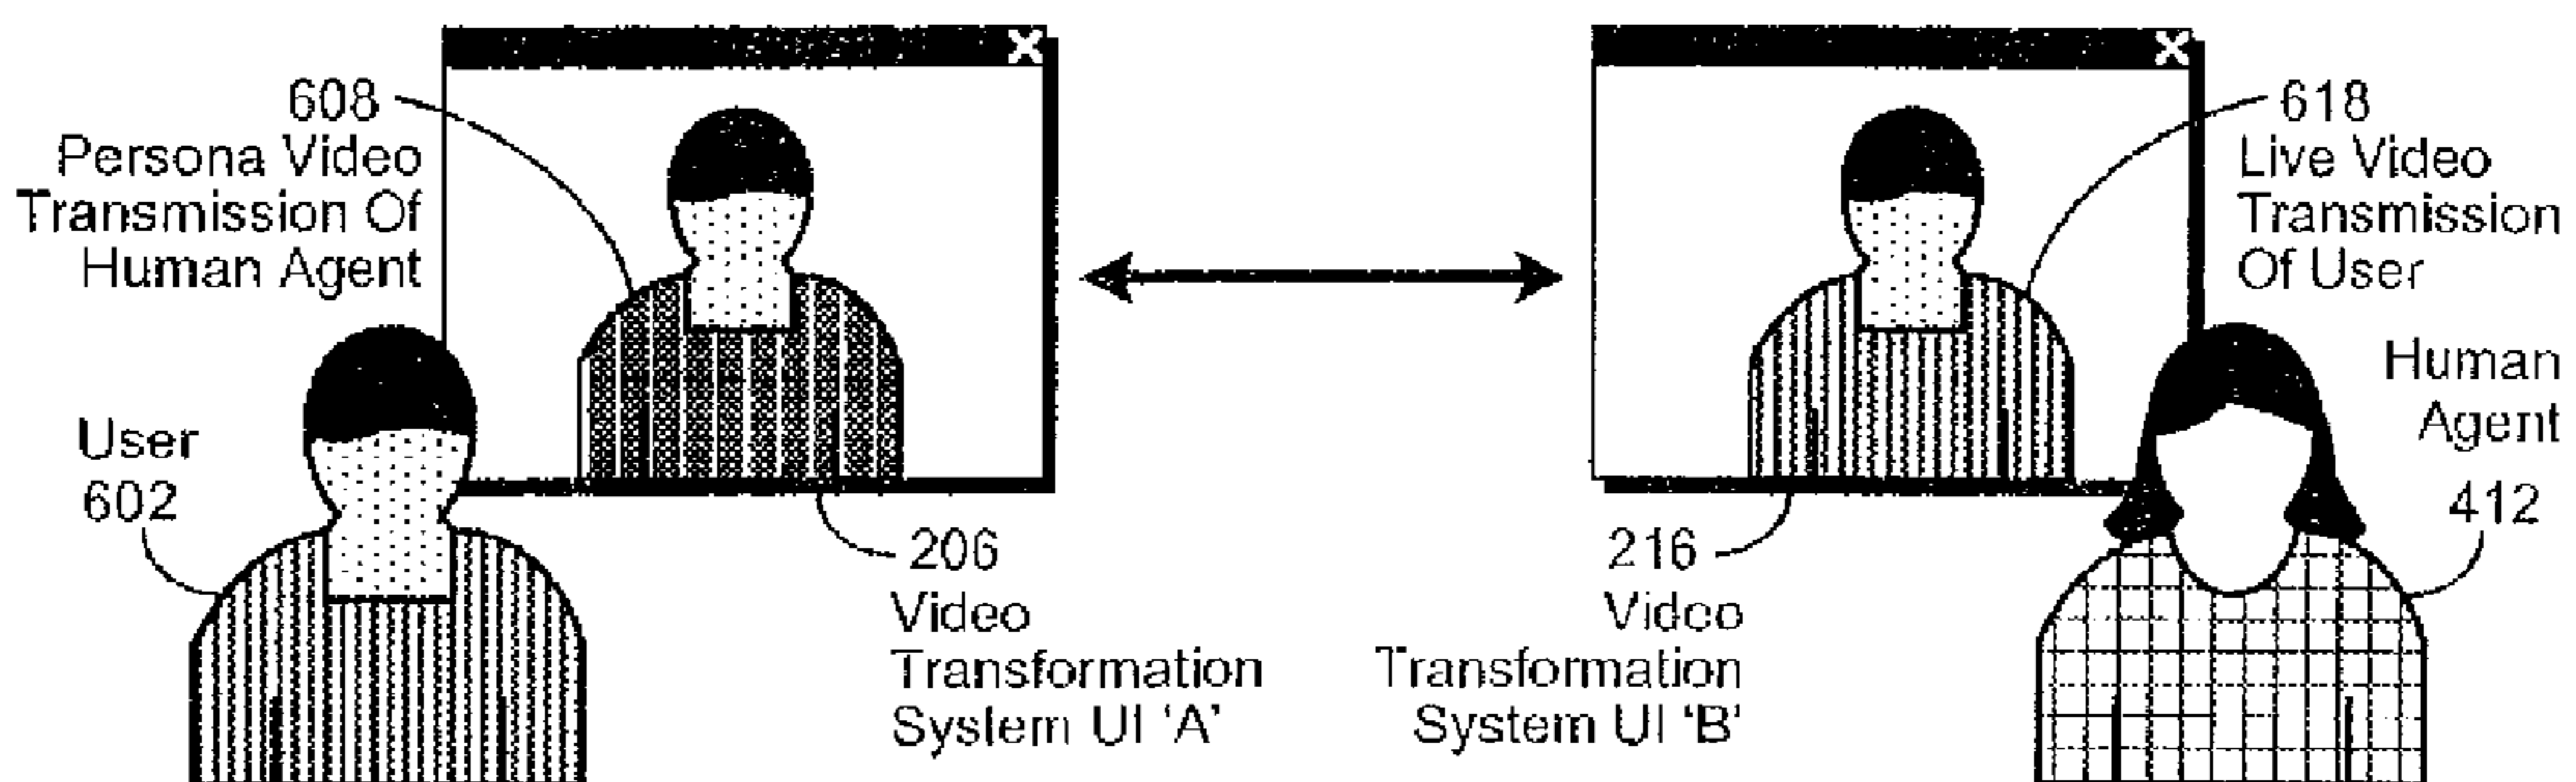 608
Persona Video
Transmission Of
Human Agent
618
Live Video
Transmission
Of User
User
602
Human
Agent
412
206
Video
Transformation
System UI 'A'
216
Video
Transformation
System UI 'B'
X
X